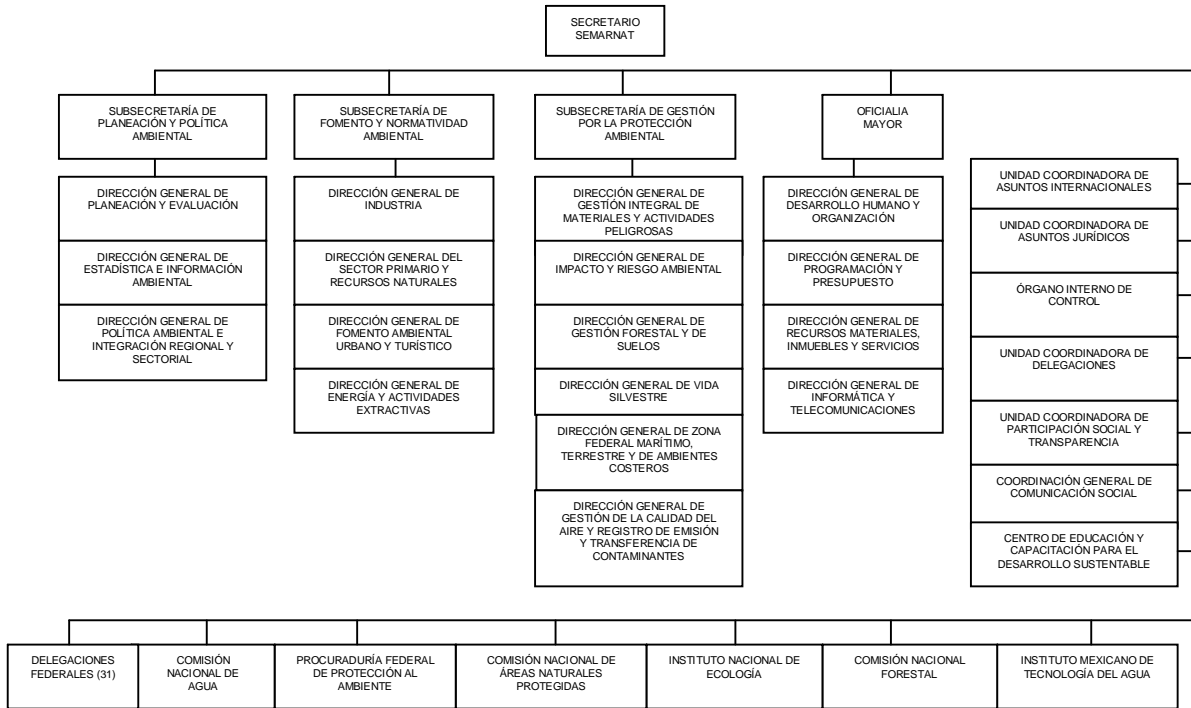 SECRETARIO
SEMARNAT
SUBSECRETARÍA DE
PLANEACIÓN Y POLÍTICA
AMBIENTAL
SUBSECRETARÍA DE
FOMENTO Y NORMATIVIDAD
AMBIENTAL
SUBSECRETARÍA DE GESTIÓN
POR LA PROTECCIÓN
AMBIENTAL
OFICIALIA
MAYOR
DIRECCIÓN GENERAL DE
PLANEACIÓN Y EVALUACIÓN
DIRECCIÓN GENERAL DE
ESTADÍSTICA E INFORMACIÓN
AMBIENTAL
DIRECCIÓN GENERAL DE
POLÍTICA AMBIENTAL E
INTEGRACIÓN REGIONAL Y
SECTORIAL
DIRECCIÓN GENERAL DE
INDUSTRIA
DIRECCIÓN GENERAL DEL
SECTOR PRIMARIO Y
RECURSOS NATURALES
DIRECCIÓN GENERAL DE
FOMENTO AMBIENTAL
URBANO Y TURÍSTICO
DIRECCIÓN GENERAL DE
ENERGÍA Y ACTIVIDADES
EXTRACTIVAS
DIRECCIÓN GENERAL DE
GESTIÓN INTEGRAL DE
MATERIALES Y ACTIVIDADES
PELIGROSAS
DIRECCIÓN GENERAL DE
IMPACTO Y RIESGO AMBIENTAL
DIRECCIÓN GENERAL DE
GESTIÓN FORESTAL Y DE
SUELOS
DIRECCIÓN GENERAL DE VIDA
SILVESTRE
DIRECCIÓN GENERAL DE ZONA
FEDERAL MARÍTIMO,
TERRESTRE Y DE AMBIENTES
COSTEROS
DIRECCIÓN GENERAL DE
GESTIÓN DE LA CALIDAD DEL
AIRE Y REGISTRO DE EMISIÓN
Y TRANSFERENCIA DE
CONTAMINANTES
DIRECCIÓN GENERAL DE
DESARROLLO HUMANO Y
ORGANIZACIÓN
DIRECCIÓN GENERAL DE
PROGRAMACIÓN Y
PRESUPUESTO
DIRECCIÓN GENERAL DE
RECURSOS MATERIALES,
INMUEBLES Y SERVICIOS
DIRECCIÓN GENERAL DE
INFORMÁTICA Y
TELECOMUNICACIONES
UNIDAD COORDINADORA DE
ASUNTOS INTERNACIONALES
UNIDAD COORDINADORA DE
ASUNTOS JURÍDICOS
ÓRGANO INTERNO DE
CONTROL
UNIDAD COORDINADORA DE
DELEGACIONES
UNIDAD COORDINADORA DE
PARTICIPACIÓN SOCIAL Y
TRANSPARENCIA
COORDINACIÓN GENERAL DE
COMUNICACIÓN SOCIAL
CENTRO DE EDUCACIÓN Y
CAPACITACIÓN PARA EL
DESARROLLO SUSTENTABLE
DELEGACIONES
FEDERALES (31)
COMISIÓN
NACIONAL DE
AGUA
PROCURADURÍA FEDERAL
DE PROTECCIÓN AL
AMBIENTE
COMISIÓN NACIONAL DE
ÁREAS NATURALES
PROTEGIDAS
INSTITUTO NACIONAL DE
ECOLOGÍA
COMISIÓN NACIONAL
FORESTAL
INSTITUTO MEXICANO DE
TECNOLOGÍA DEL AGUA